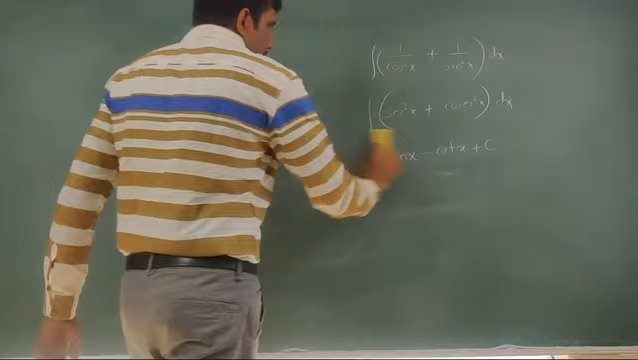 ∫(1/cos²x + 1/sin²x) dx
∫(sec²x + cosec²x) dx
nx - cotx + C